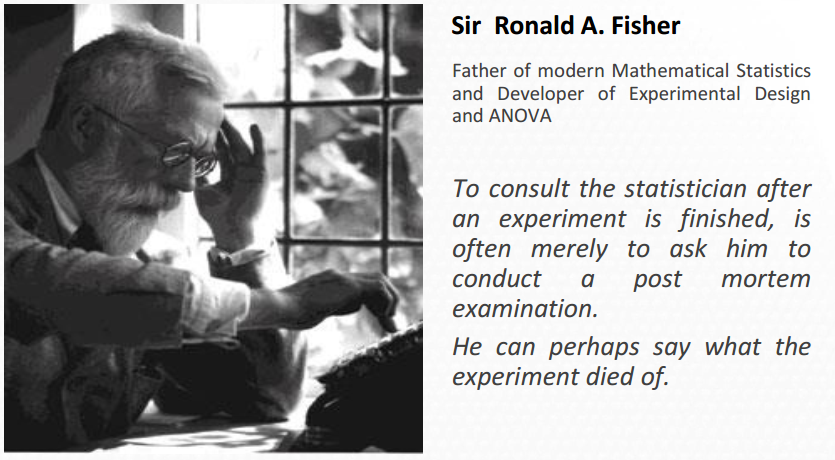 Sir Ronald A. Fisher
Father of modern Mathematical Statistics
and Developer of Experimental Design
and ANOVA
To consult the statistician after
an experiment is finished, is
often merely to ask him to
conduct a post mortem
examination.
He can perhaps say what the
experiment died of.